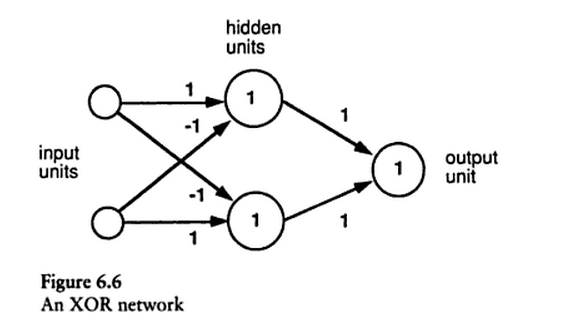 hidden
units
1
1
1
-1
input
units
1
output
unit
-1
1
1
1
Figure 6.6
An XOR network